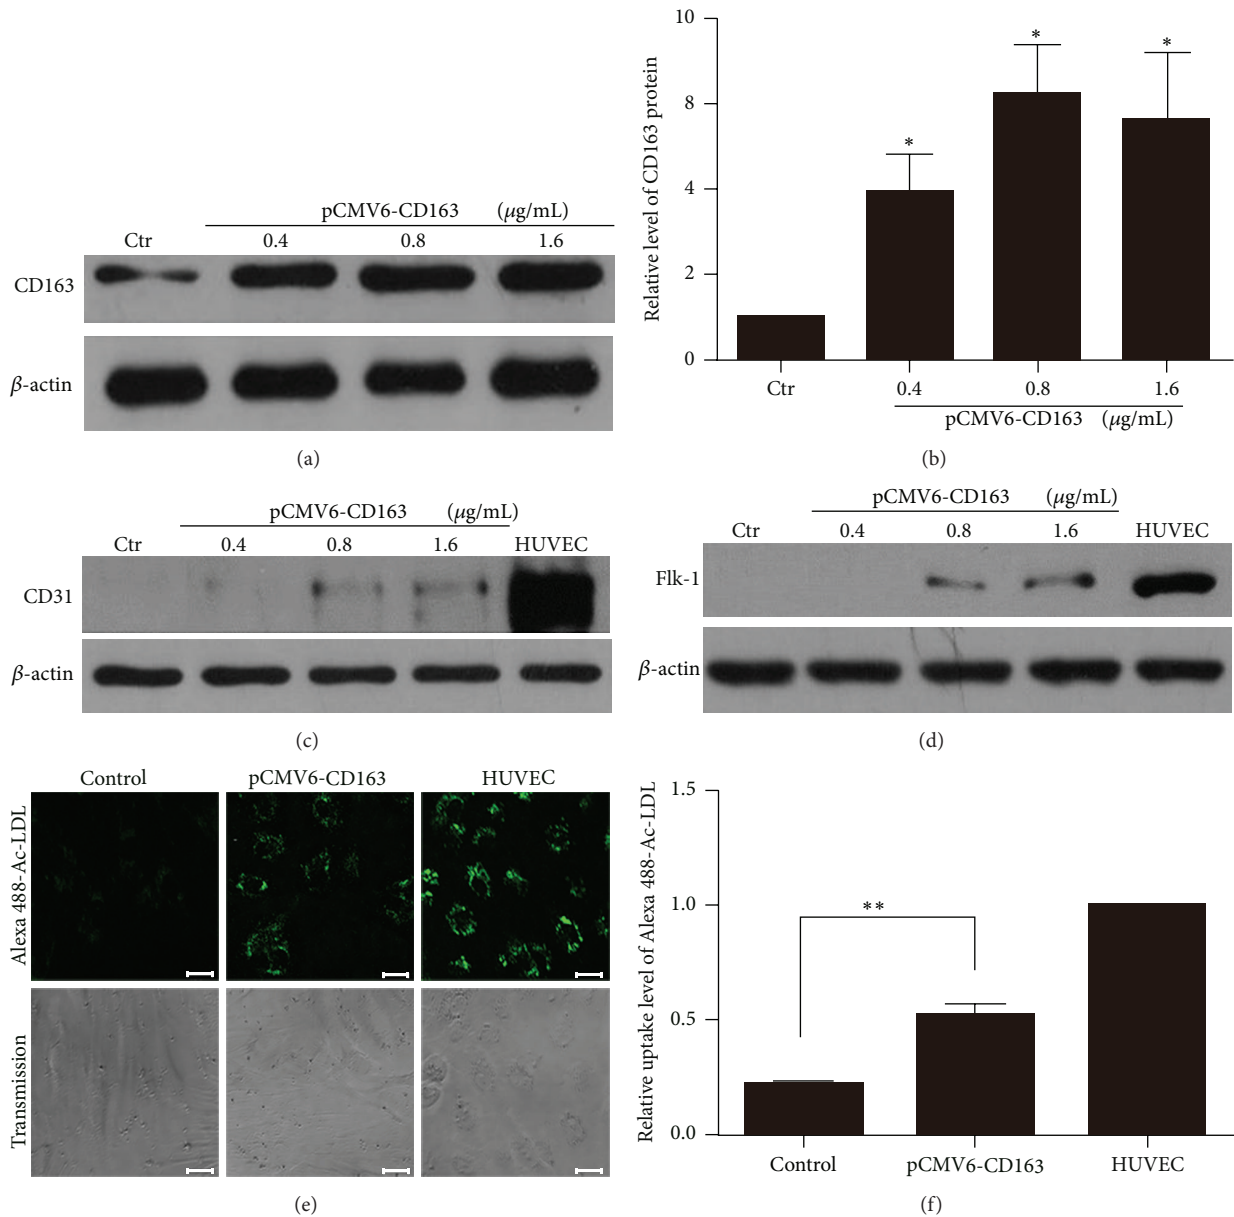 pCMV6-CD163 (μg/mL)
Ctr 0.4 0.8 1.6
CD163
β-actin
(a)
Relative level of CD163 protein
10
8
4
2
0
*
*
*
Ctr 0.4 0.8 1.6
pCMV6-CD163 (μg/mL)
(b)
pCMV6-CD163 (μg/mL)
Ctr 0.4 0.8 1.6 HUVEC
CD31
β-actin
(c)
pCMV6-CD163 (μg/mL)
Ctr 0.4 0.8 1.6 HUVEC
Flk-1
β-actin
(d)
Control pCMV6-CD163 HUVEC
Alexa 488-Ac-LDL
Transmission
(e)
Relative uptake level of Alexa 488-Ac-LDL
1.5
1.0
0.5
0.0
**
Control pCMV6-CD163 HUVEC
(f)